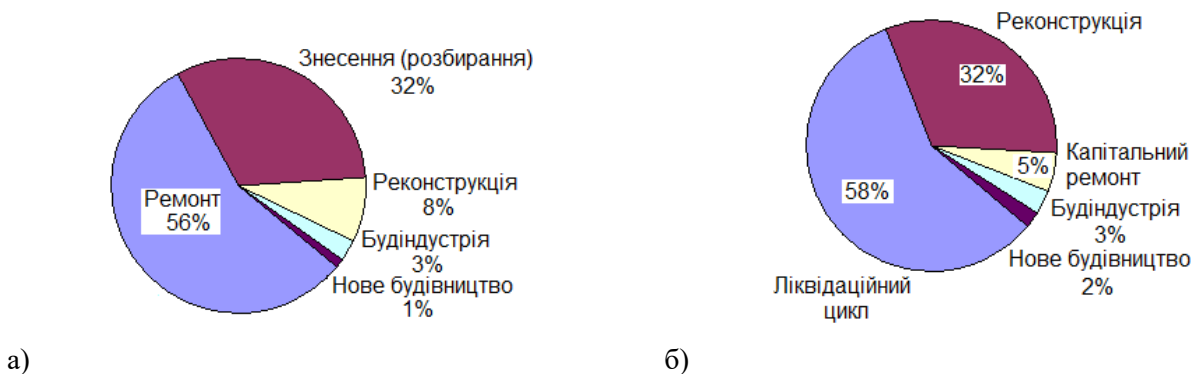 Знесення (розбирання)
32%
Реконструкція
8%
Ремонт
56%
Будіндустрія
3%
Нове будівництво
1%
а)
Реконструкція
32%
Капітальний
ремонт
5%
58%
Будіндустрія
3%
Нове будівництво
2%
Ліквідаційний
цикл
б)